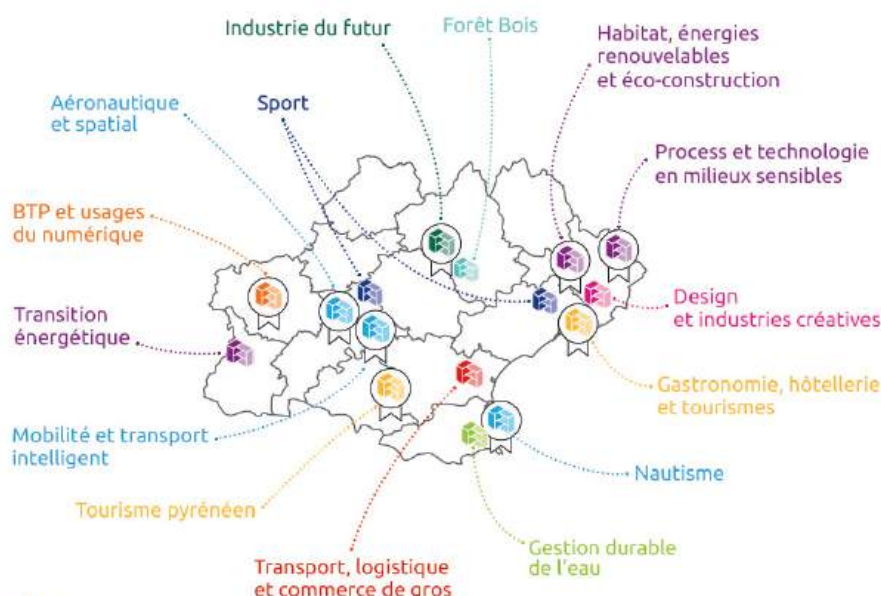 Industrie du futur
Forêt Bois
Habitat, énergies
renouvelables
et éco-construction
Aéronautique
et spatial
Sport
Process et technologie
en milieux sensibles
BTP et usages
du numérique
Design
et industries créatives
Transition
énergétique
Gastronomie, hôtellerie
et tourismes
Mobilité et transport
intelligent
Nautisme
Tourisme pyrénéen
Gestion durable
de l'eau
Transport, logistique
et commerce de gros